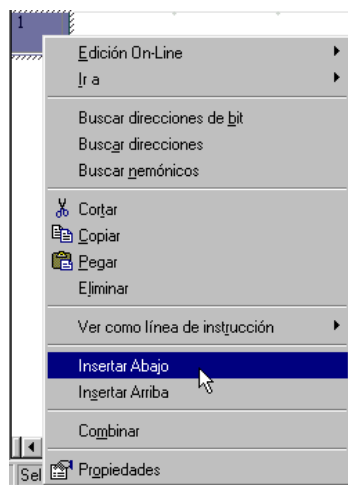 1
Edición On-Line
Ir a
Buscar direcciones de bit
Buscar direcciones
Buscar nemónicos
Cortar
Copiar
Pegar
Eliminar
Ver como línea de instrucción
Insertar Abajo
Insertar Arriba
Combinar
Sel
Propiedades